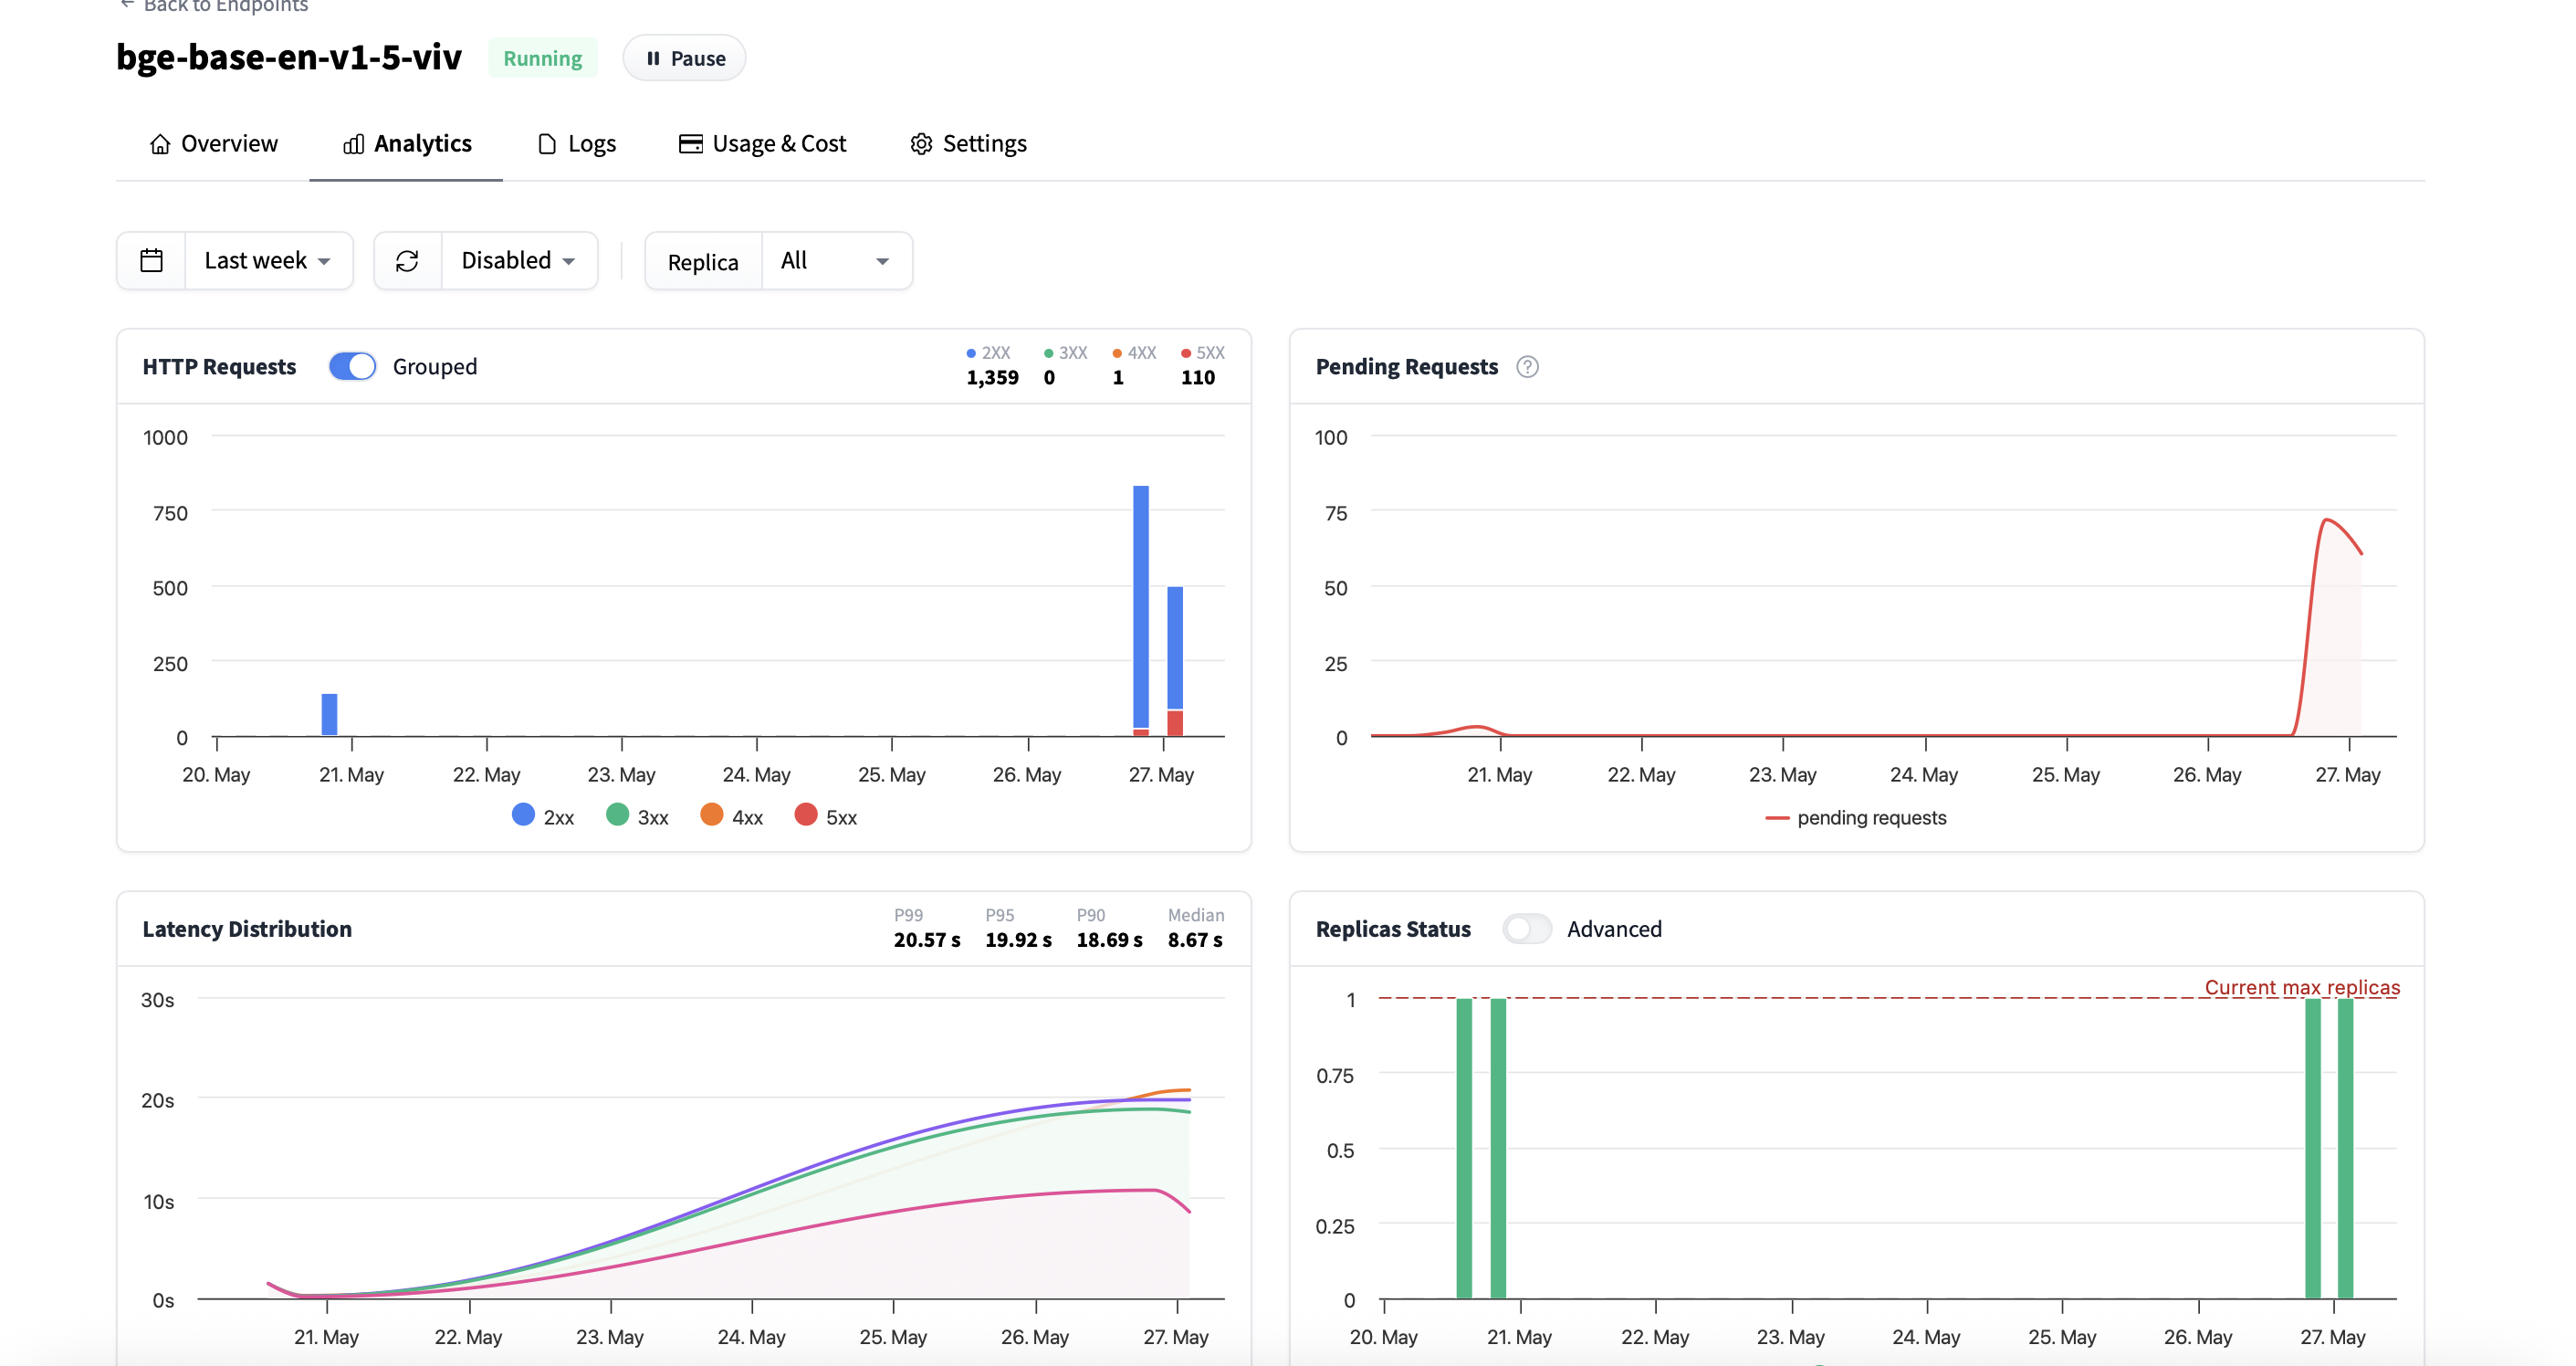 ← Back to Endpoints
bge-base-en-v1-5-viv Running Pause
Overview Analytics Logs Usage & Cost Settings
Last week Disabled Replica All
HTTP Requests Grouped
2XX 3XX 4XX 5XX
1,359 0 1 110
1000
750
500
250
0
20. May 21. May 22. May 23. May 24. May 25. May 26. May 27. May
2xx 3xx 4xx 5xx
Pending Requests ?
100
75
50
25
0
21. May 22. May 23. May 24. May 25. May 26. May 27. May
pending requests
Latency Distribution
P99 P95 P90 Median
20.57 s 19.92 s 18.69 s 8.67 s
30s
20s
10s
0s
21. May 22. May 23. May 24. May 25. May 26. May 27. May
Replicas Status Advanced
Current max replicas
1
0.75
0.5
0.25
0
20. May 21. May 22. May 23. May 24. May 25. May 26. May 27. May